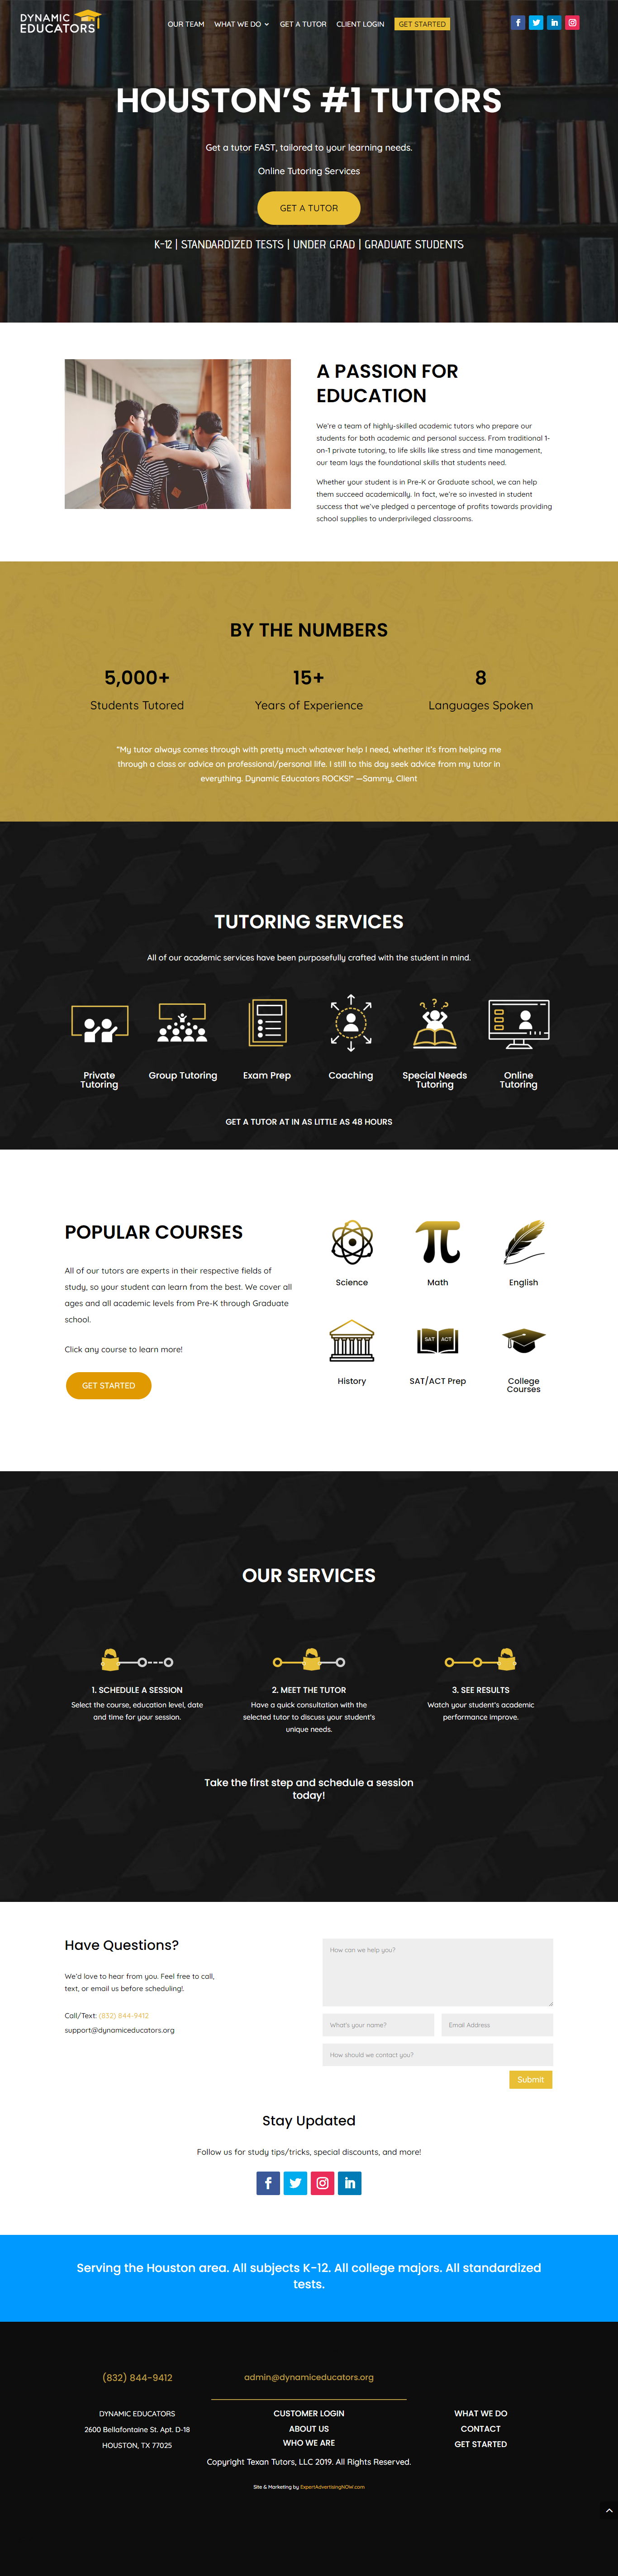 DYNAMIC
EDUCATORS
OUR TEAM
WHAT WE DO
GET A TUTOR
CLIENT LOGIN
GET STARTED
HOUSTON'S #1 TUTORS
Get a tutor FAST, tailored to your learning needs.
Online Tutoring Services
GET A TUTOR
K-12 | STANDARDIZED TESTS | UNDER GRAD | GRADUATE STUDENTS
A PASSION FOR
EDUCATION
We're a team of highly-skilled academic tutors who prepare our
students for both academic and personal success. From traditional 1-
on-1 private tutoring, to life skills like stress and time management,
our team lays the foundational skills that students need.
Whether your student is in Pre-K or Graduate school, we can help
them succeed academically. In fact, we're so invested in student
success that we've pledged a percentage of profits towards providing
school supplies to underprivileged classrooms.
BY THE NUMBERS
5,000+
Students Tutored
15+
Years of Experience
8
Languages Spoken
"My tutor always comes through with pretty much whatever help I need, whether it's from helping me
through a class or advice on professional/personal life. I still to this day seek advice from my tutor in
everything. Dynamic Educators ROCKS!" —Sammy, Client
TUTORING SERVICES
All of our academic services have been purposefully crafted with the student in mind.
Private
Tutoring
Group Tutoring
Exam Prep
Coaching
Special Needs
Tutoring
Online
Tutoring
GET A TUTOR AT IN AS LITTLE AS 48 HOURS
POPULAR COURSES
All of our tutors are experts in their respective fields of
study, so your student can learn from the best. We cover all
ages and all academic levels from Pre-K through Graduate
school.
Click any course to learn more!
GET STARTED
Science
Math
English
SAT ACT
History
SAT/ACT Prep
College
Courses
OUR SERVICES
1. SCHEDULE A SESSION
Select the course, education level, date
and time for your session.
2. MEET THE TUTOR
Have a quick consultation with the
selected tutor to discuss your student's
unique needs.
3. SEE RESULTS
Watch your student's academic
performance improve.
Take the first step and schedule a session
today!
Have Questions?
We'd love to hear from you. Feel free to call,
text, or email us before scheduling!.
Call/Text: (832) 844-9412
support@dynamiceducators.org
How can we help you?
What's your name?
Email Address
How should we contact you?
Submit
Stay Updated
Follow us for study tips/tricks, special discounts, and more!
Serving the Houston area. All subjects K-12. All college majors. All standardized
tests.
(832) 844-9412
admin@dynamiceducators.org
DYNAMIC EDUCATORS
2600 Bellafontaine St. Apt. D-18
HOUSTON, TX 77025
CUSTOMER LOGIN
ABOUT US
WHO WE ARE
WHAT WE DO
CONTACT
GET STARTED
Copyright Texan Tutors, LLC 2019. All Rights Reserved.
Site & Marketing by ExpertAdvertisingNOW.com